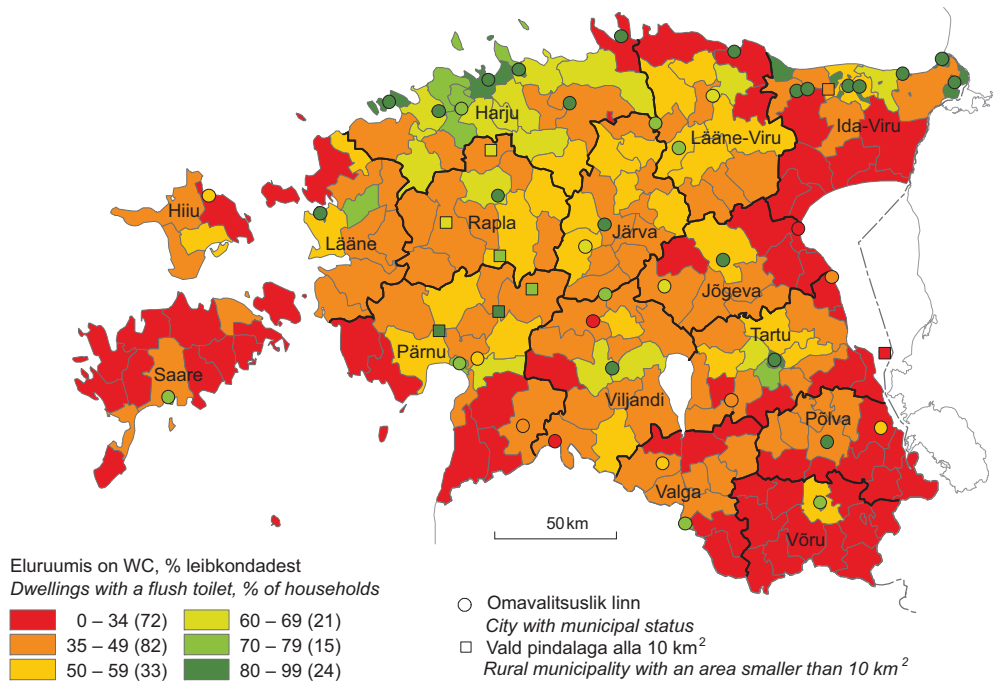 Harju
Lääne-Viru
Ida-Viru
Hiiu
Lääne
Rapla
Järva
Jõgeva
Tartu
Saare
Pärnu
Viljandi
Põlva
Valga
Võru
50 km
Eluruumis on WC, % leibkondadest
Dwellings with a flush toilet, % of households
0 – 34 (72)
35 – 49 (82)
50 – 59 (33)
60 – 69 (21)
70 – 79 (15)
80 – 99 (24)
Omavalitsuslik linn
City with municipal status
Vald pindalaga alla 10 km²
Rural municipality with an area smaller than 10 km²